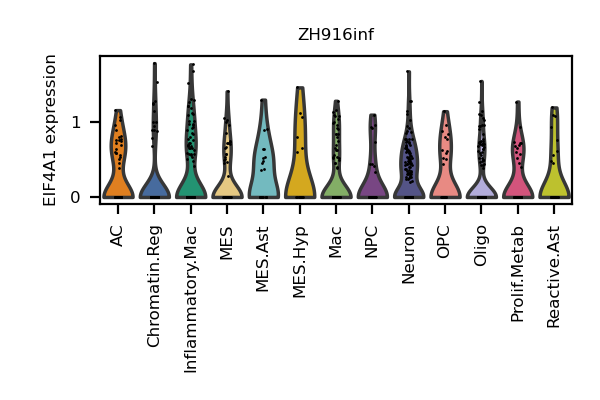 ZH916inf
EIF4A1 expression
1
0
AC
Chromatin.Reg
Inflammatory.Mac
MES
MES.Ast
MES.Hyp
Mac
NPC
Neuron
OPC
Oligo
Prolif.Metab
Reactive.Ast